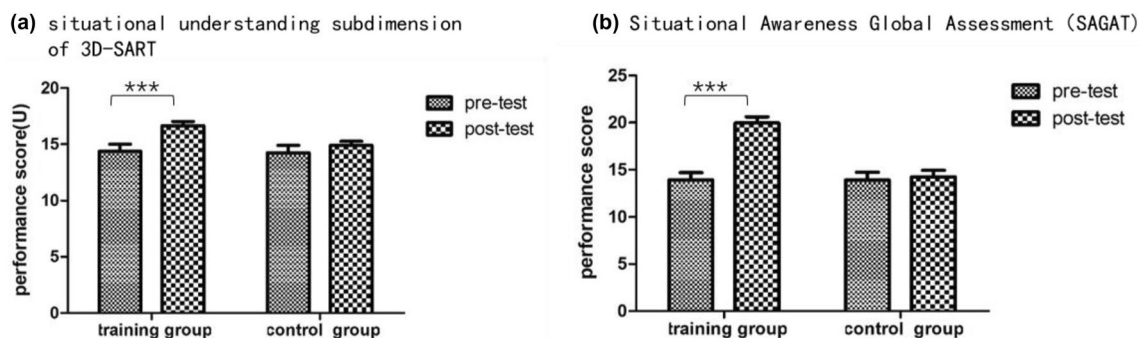 (a) situational understanding subdimension
of 3D-SART
performance score(U)
20
15
10
5
0
***
pre-test
post-test
training group
control group
(b) Situational Awareness Global Assessment (SAGAT)
performance score
25
20
15
10
5
0
***
pre-test
post-test
training group
control group